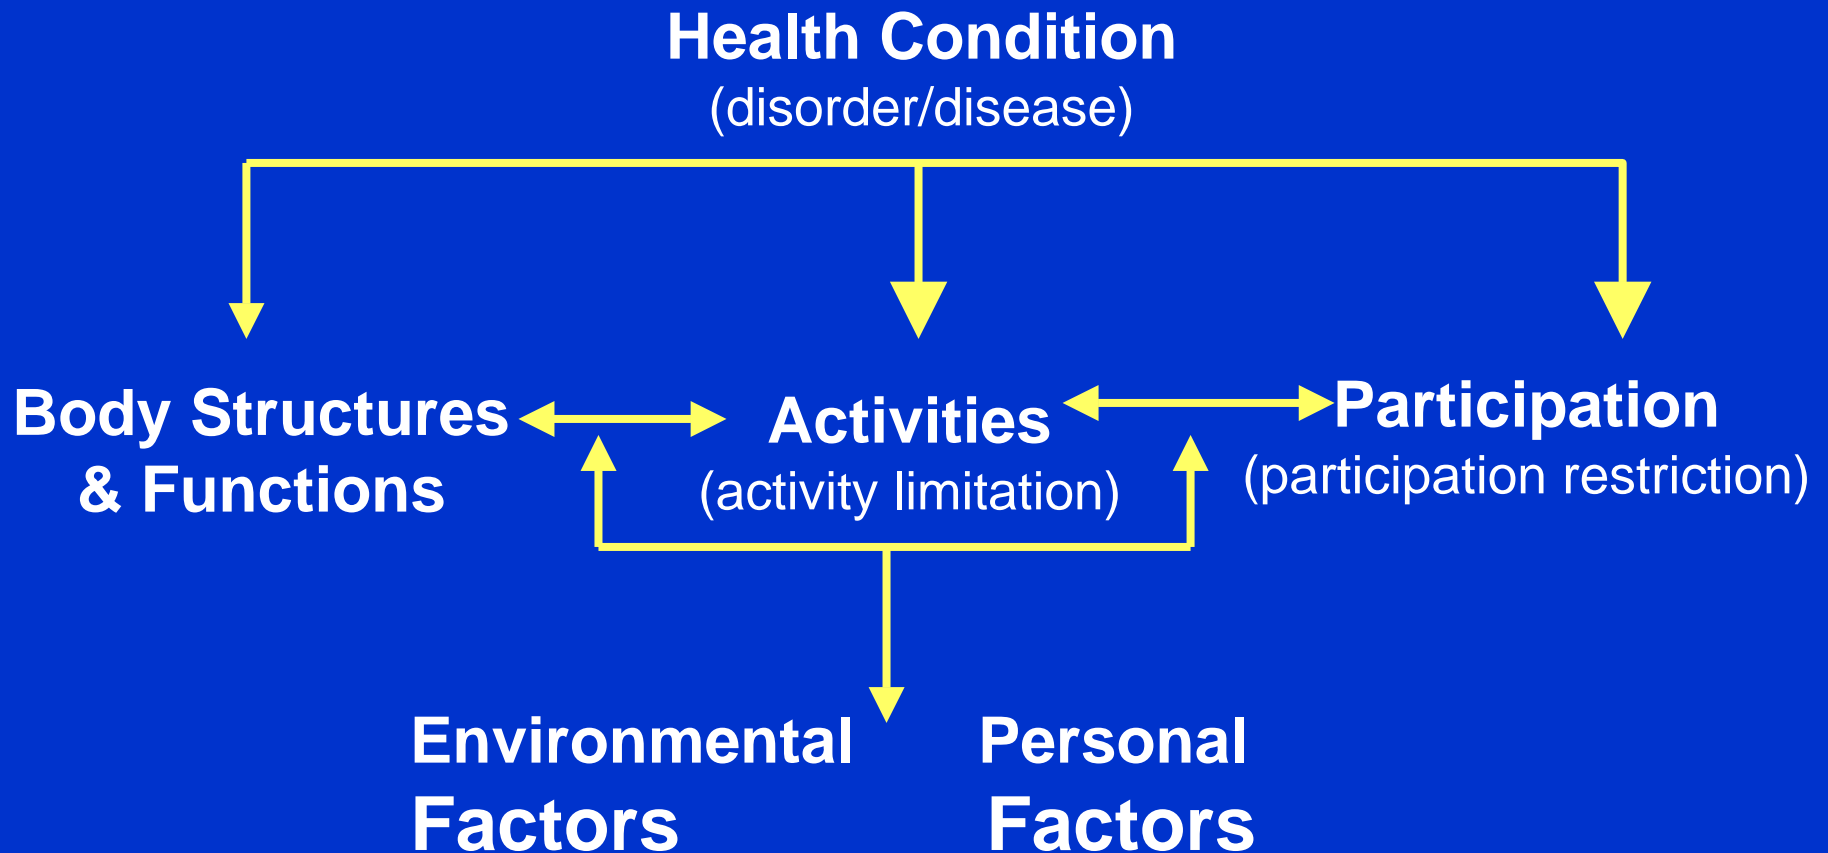 Health Condition
(disorder/disease)
Body Structures
& Functions
Activities
(activity limitation)
Participation
(participation restriction)
Environmental
Factors
Personal
Factors